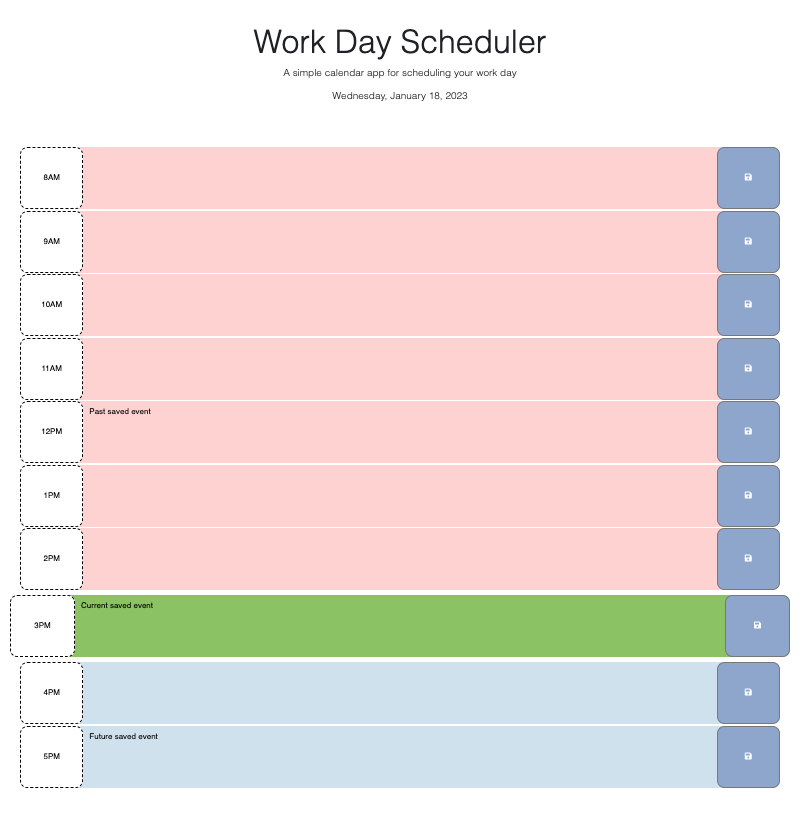 Work Day Scheduler
A simple calendar app for scheduling your work day
Wednesday, January 18, 2023
8AM
9AM
10AM
11AM
12PM Past saved event
1PM
2PM
3PM Current saved event
4PM
5PM Future saved event